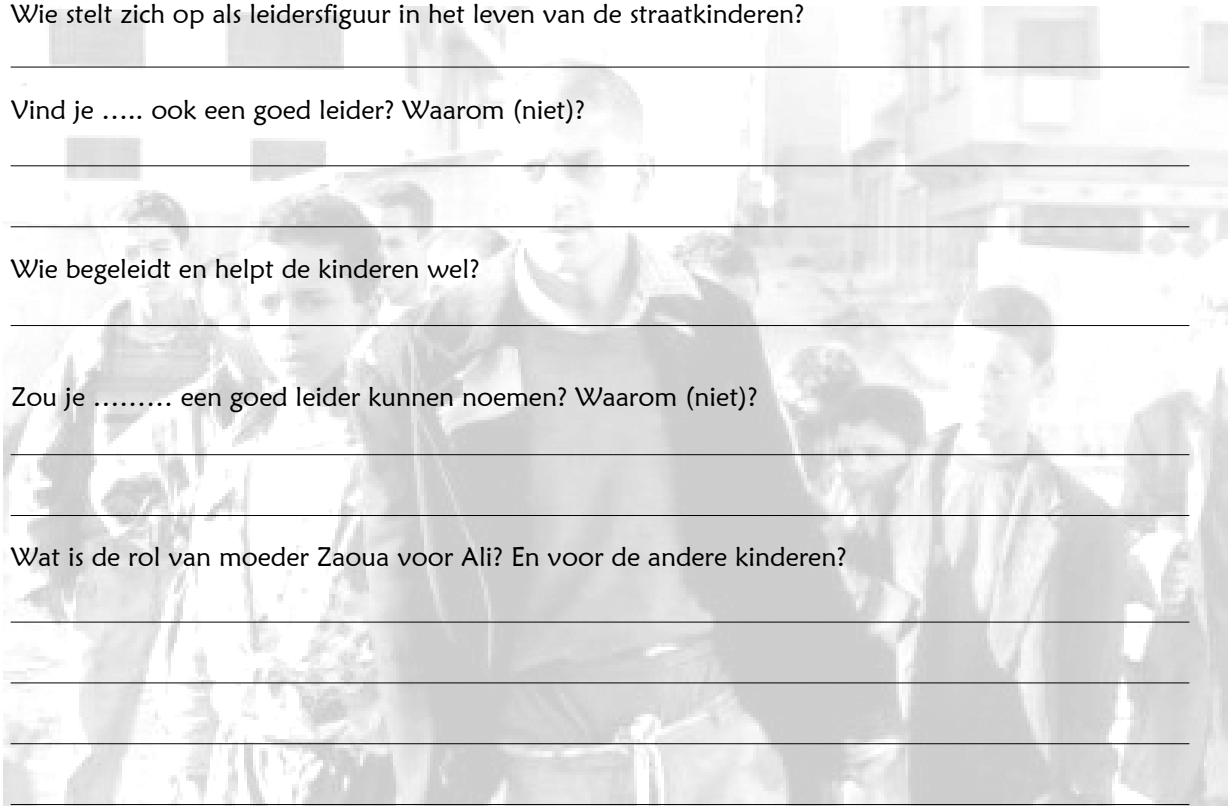 Wie stelt zich op als leidersfiguur in het leven van de straatkinderen?
Vind je ..... ook een goed leider? Waarom (niet)?
Wie begeleidt en helpt de kinderen wel?
Zou je ......... een goed leider kunnen noemen? Waarom (niet)?
Wat is de rol van moeder Zaoua voor Ali? En voor de andere kinderen?